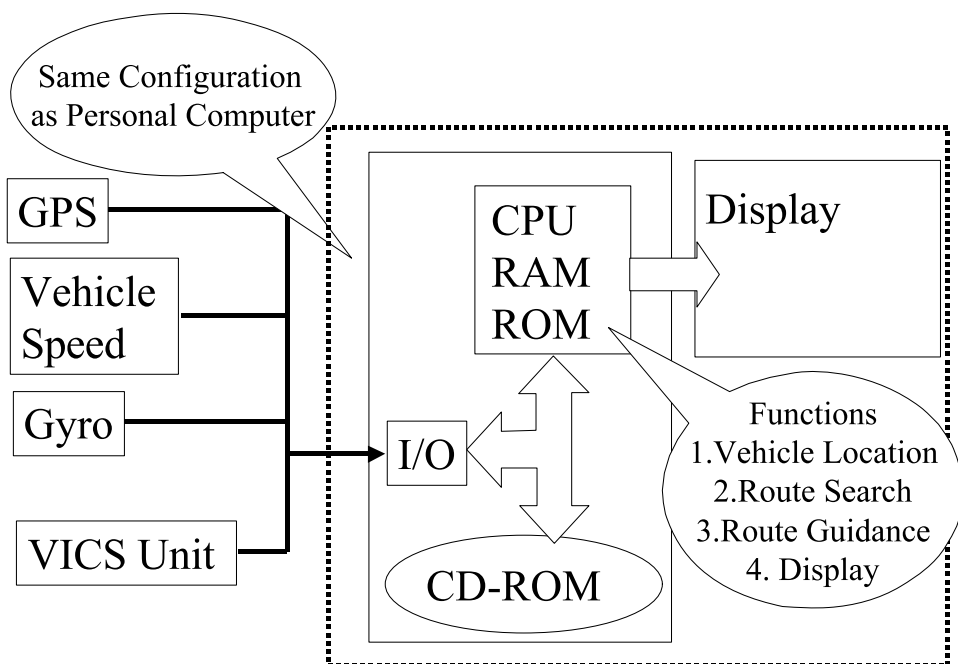 Same Configuration
as Personal Computer
GPS
Vehicle
Speed
Gyro
VICS Unit
I/O
CPU
RAM
ROM
CD-ROM
Display
Functions
1.Vehicle Location
2.Route Search
3.Route Guidance
4. Display